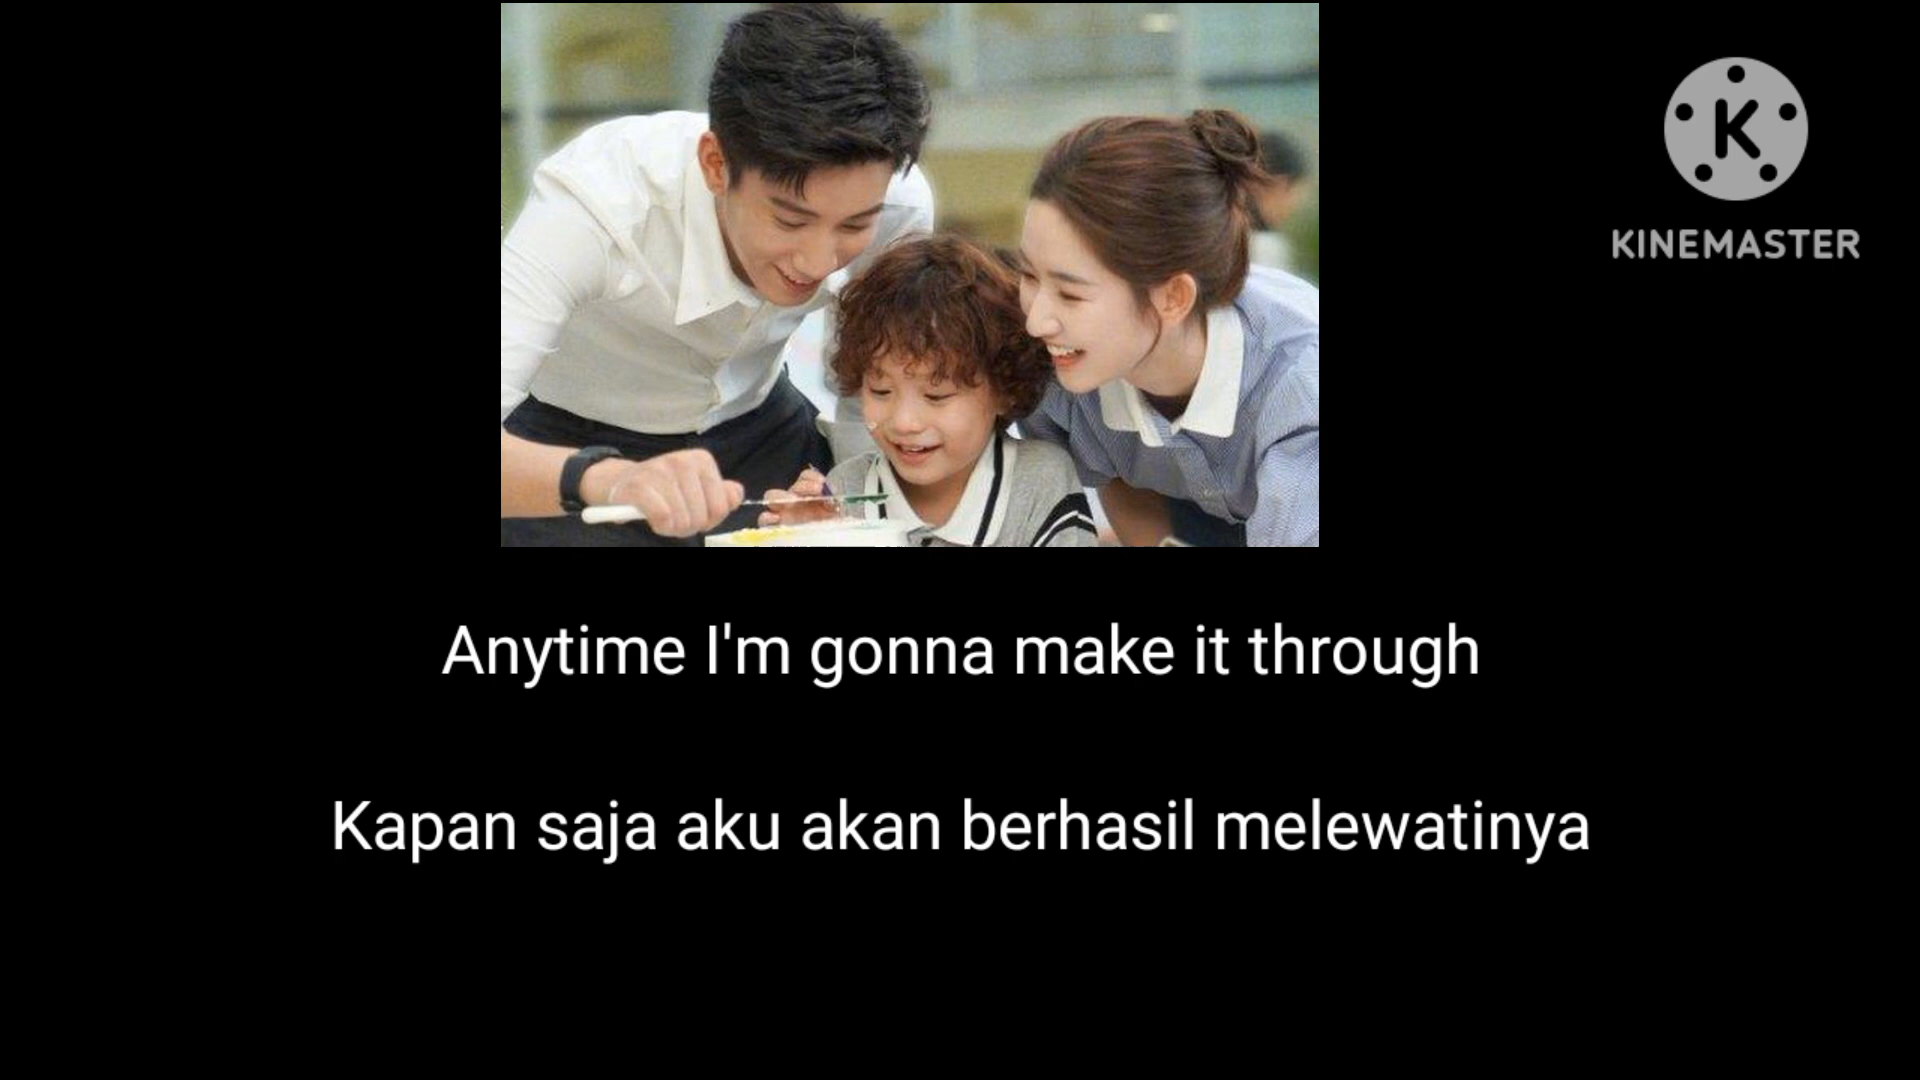 K
KINEMASTER
Anytime I'm gonna make it through
Kapan saja aku akan berhasil melewatinya